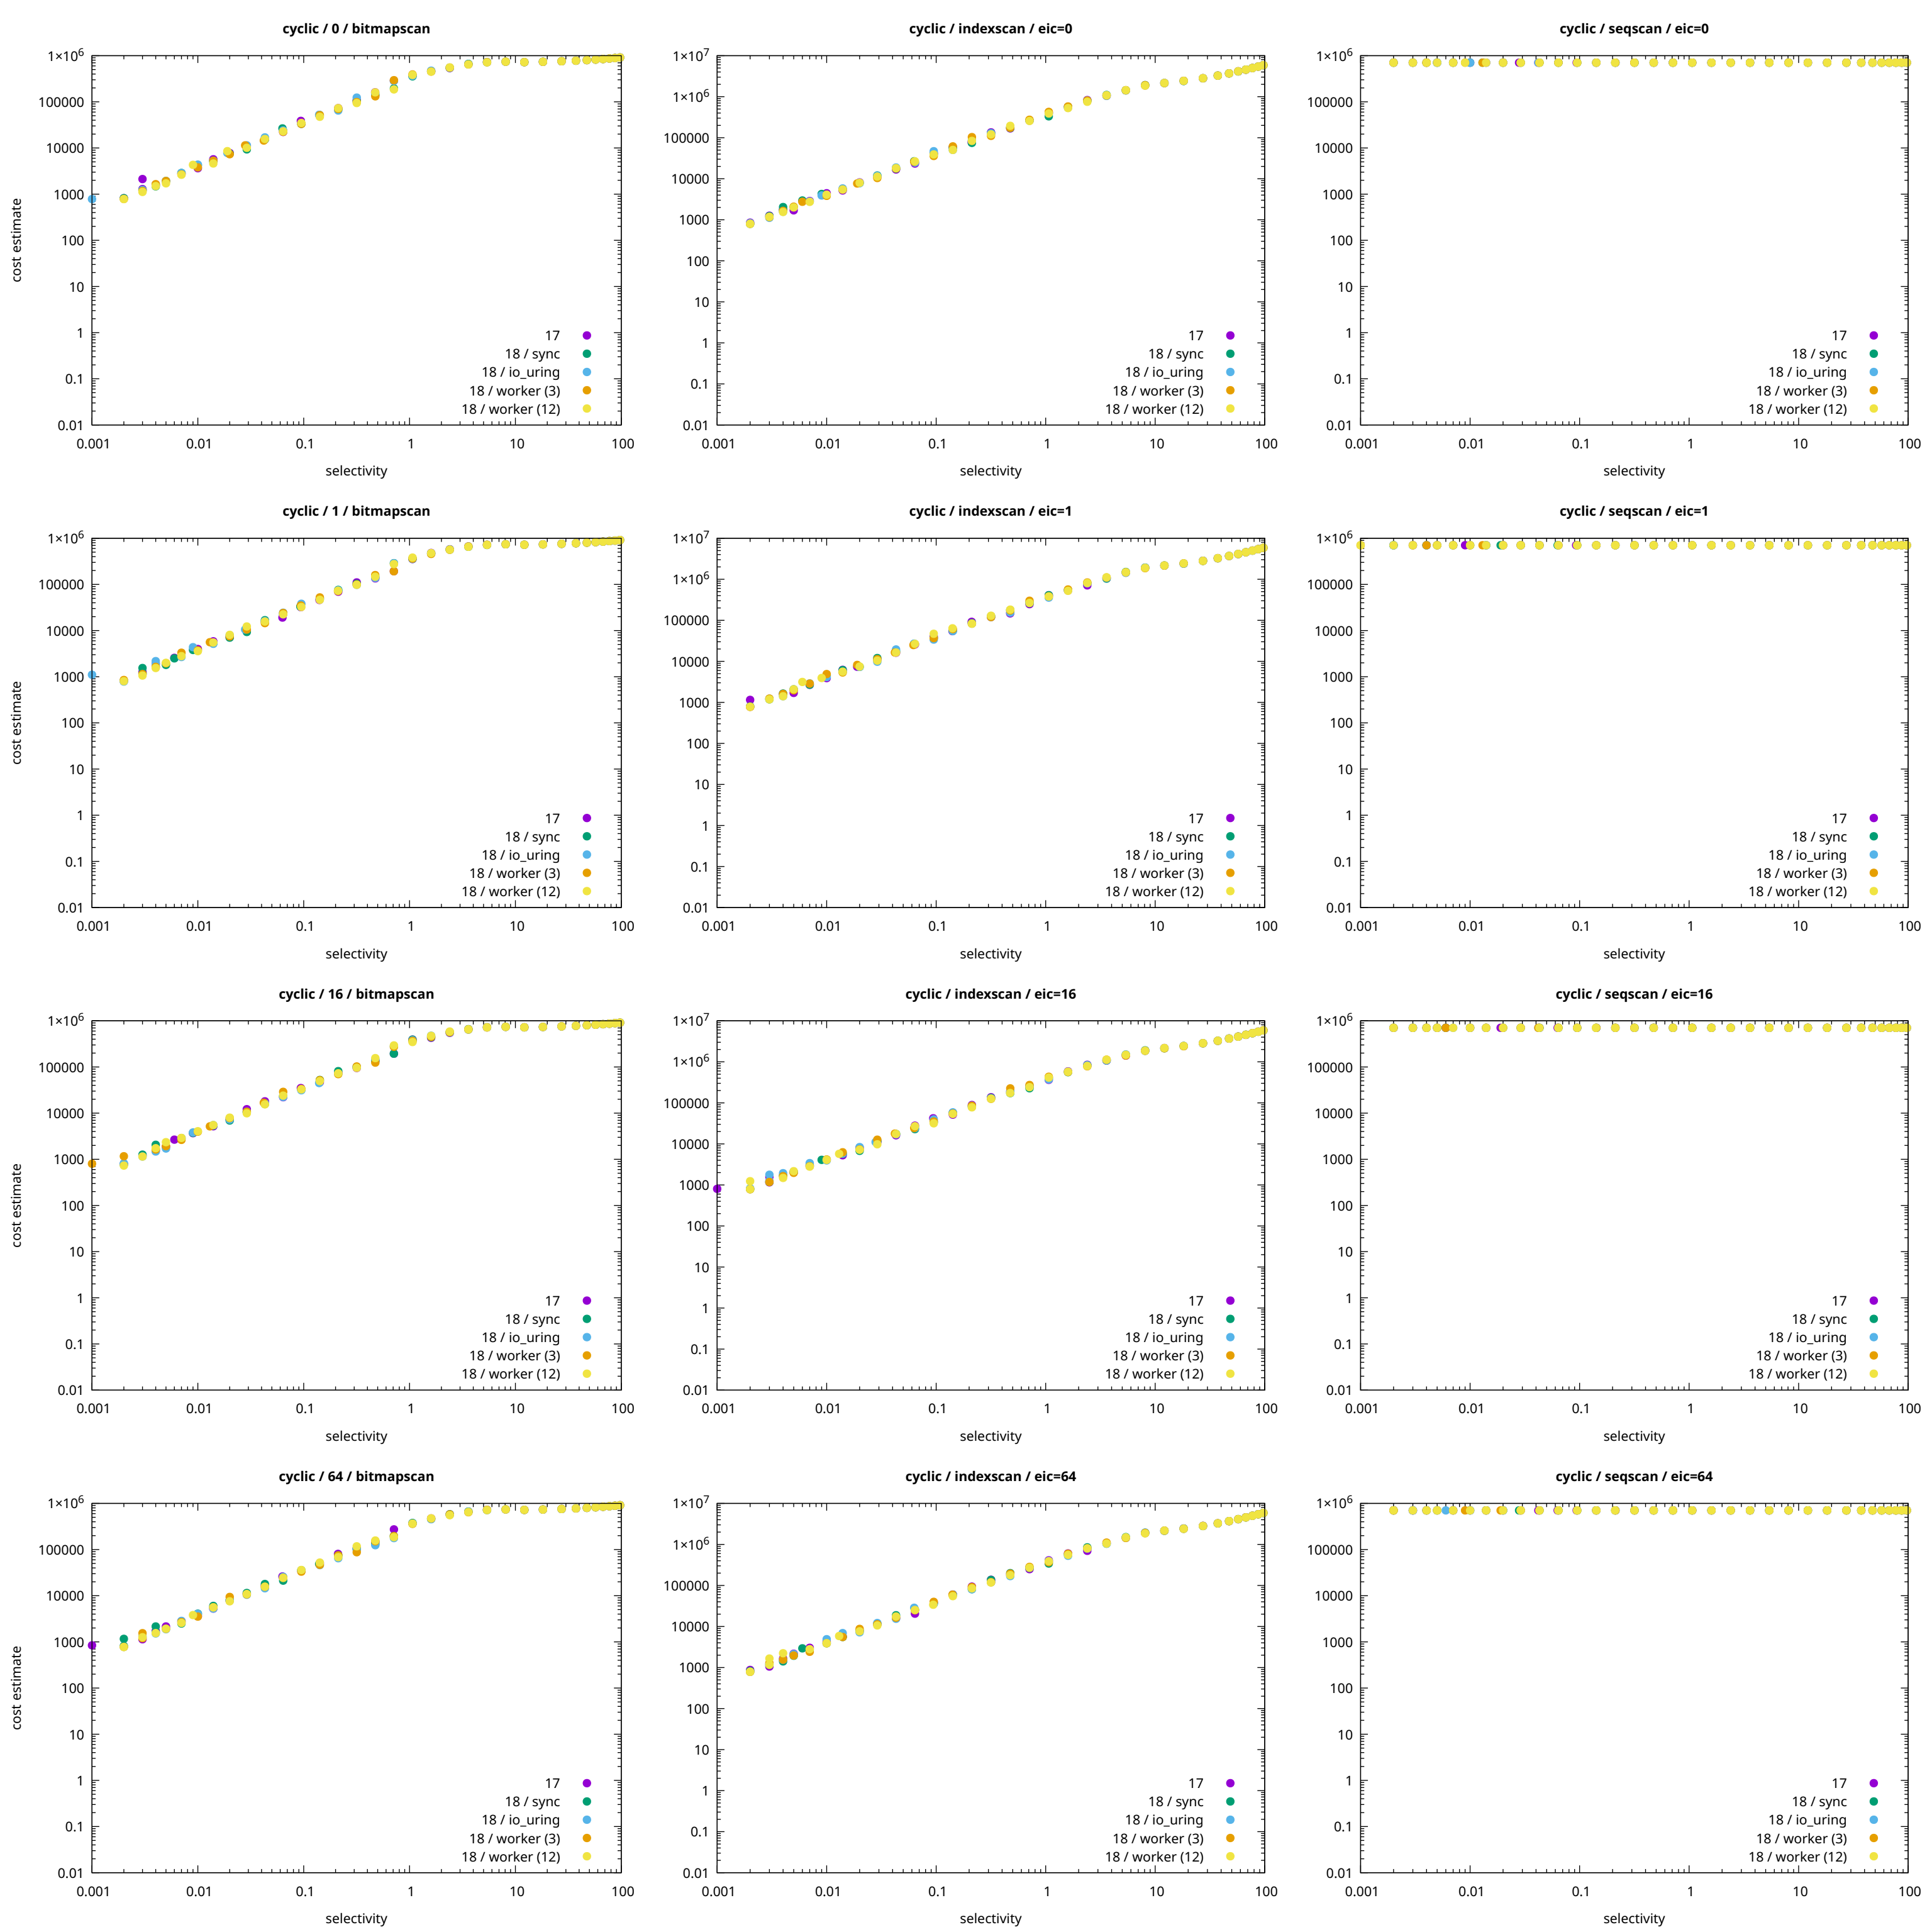 cyclic / 0 / bitmapscan
1×10⁶
100000
10000
1000
100
10
1
0.1
0.01
cost estimate
17
18 / sync
18 / io_uring
18 / worker (3)
18 / worker (12)
0.001 0.01 0.1 1 10 100
selectivity
cyclic / indexscan / eic=0
1×10⁷
1×10⁶
100000
10000
1000
100
10
1
0.1
0.01
17
18 / sync
18 / io_uring
18 / worker (3)
18 / worker (12)
0.001 0.01 0.1 1 10 100
selectivity
cyclic / seqscan / eic=0
1×10⁶
100000
10000
1000
100
10
1
0.1
0.01
17
18 / sync
18 / io_uring
18 / worker (3)
18 / worker (12)
0.001 0.01 0.1 1 10 100
selectivity
cyclic / 1 / bitmapscan
1×10⁶
100000
10000
1000
100
10
1
0.1
0.01
cost estimate
17
18 / sync
18 / io_uring
18 / worker (3)
18 / worker (12)
0.001 0.01 0.1 1 10 100
selectivity
cyclic / indexscan / eic=1
1×10⁷
1×10⁶
100000
10000
1000
100
10
1
0.1
0.01
17
18 / sync
18 / io_uring
18 / worker (3)
18 / worker (12)
0.001 0.01 0.1 1 10 100
selectivity
cyclic / seqscan / eic=1
1×10⁶
100000
10000
1000
100
10
1
0.1
0.01
17
18 / sync
18 / io_uring
18 / worker (3)
18 / worker (12)
0.001 0.01 0.1 1 10 100
selectivity
cyclic / 16 / bitmapscan
1×10⁶
100000
10000
1000
100
10
1
0.1
0.01
cost estimate
17
18 / sync
18 / io_uring
18 / worker (3)
18 / worker (12)
0.001 0.01 0.1 1 10 100
selectivity
cyclic / indexscan / eic=16
1×10⁷
1×10⁶
100000
10000
1000
100
10
1
0.1
0.01
17
18 / sync
18 / io_uring
18 / worker (3)
18 / worker (12)
0.001 0.01 0.1 1 10 100
selectivity
cyclic / seqscan / eic=16
1×10⁶
100000
10000
1000
100
10
1
0.1
0.01
17
18 / sync
18 / io_uring
18 / worker (3)
18 / worker (12)
0.001 0.01 0.1 1 10 100
selectivity
cyclic / 64 / bitmapscan
1×10⁶
100000
10000
1000
100
10
1
0.1
0.01
cost estimate
17
18 / sync
18 / io_uring
18 / worker (3)
18 / worker (12)
0.001 0.01 0.1 1 10 100
selectivity
cyclic / indexscan / eic=64
1×10⁷
1×10⁶
100000
10000
1000
100
10
1
0.1
0.01
17
18 / sync
18 / io_uring
18 / worker (3)
18 / worker (12)
0.001 0.01 0.1 1 10 100
selectivity
cyclic / seqscan / eic=64
1×10⁶
100000
10000
1000
100
10
1
0.1
0.01
17
18 / sync
18 / io_uring
18 / worker (3)
18 / worker (12)
0.001 0.01 0.1 1 10 100
selectivity